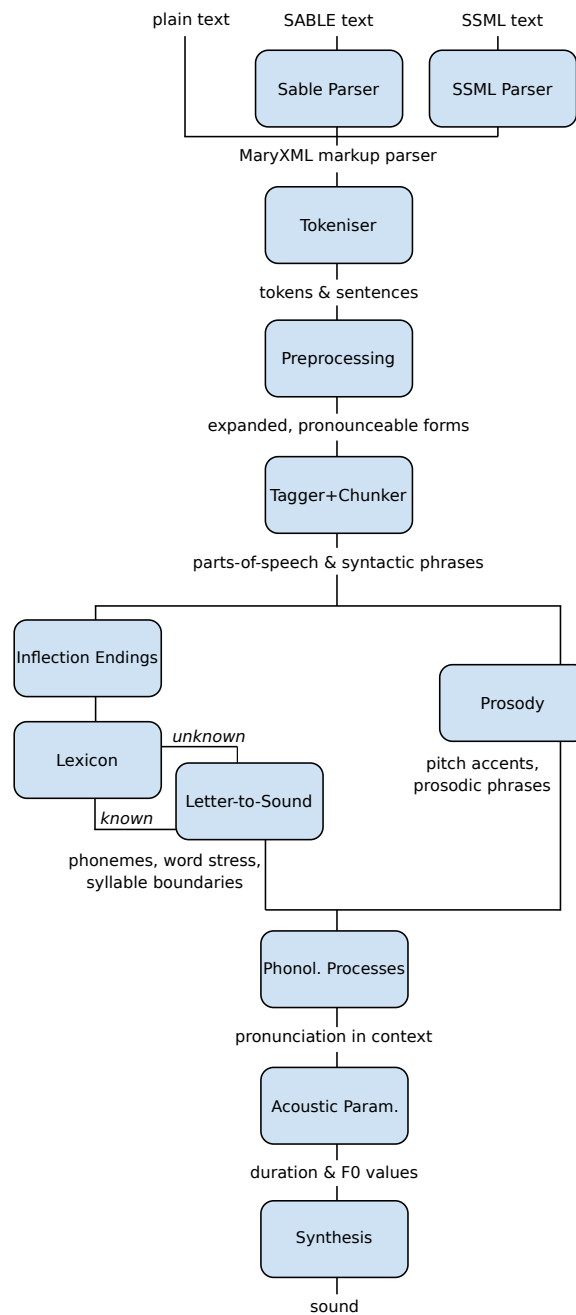 plain text
SABLE text
SSML text
Sable Parser
SSML Parser
MaryXML markup parser
Tokeniser
tokens & sentences
Preprocessing
expanded, pronounceable forms
Tagger+Chunker
parts-of-speech & syntactic phrases
Inflection Endings
Prosody
Lexicon
unknown
Letter-to-Sound
known
pitch accents,
prosodic phrases
phonemes, word stress,
syllable boundaries
Phonol. Processes
pronunciation in context
Acoustic Param.
duration & F0 values
Synthesis
sound